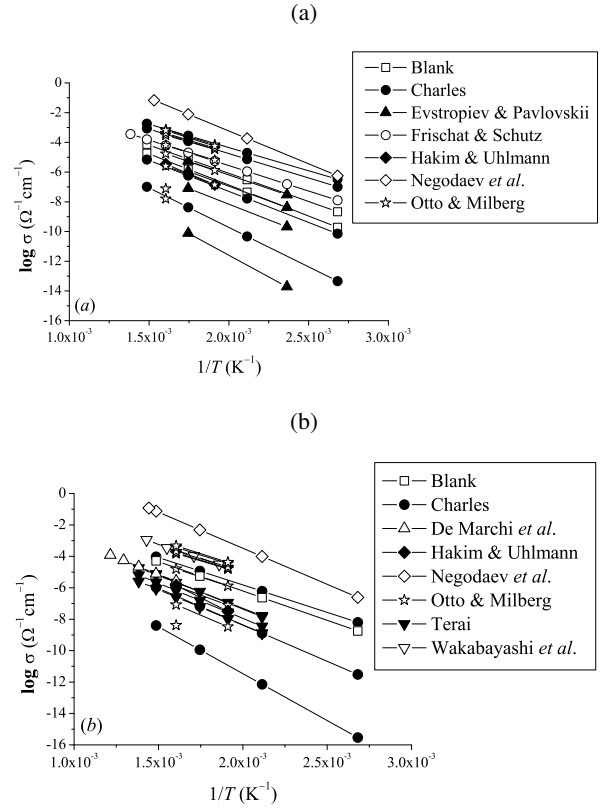 (a)
Blank
Charles
Evstropiev & Pavlovskii
Frischat & Schutz
Hakim & Uhlmann
Negodaev et al.
Otto & Milberg
0
-2
-4
-6
-8
-10
-12
-14
-16
log σ (Ω⁻¹cm⁻¹)
(a)
1.0x10⁻³ 1.5x10⁻³ 2.0x10⁻³ 2.5x10⁻³ 3.0x10⁻³
1/T (K⁻¹)
(b)
Blank
Charles
De Marchi et al.
Hakim & Uhlmann
Negodaev et al.
Otto & Milberg
Terai
Wakabayashi et al.
0
-2
-4
-6
-8
-10
-12
-14
-16
log σ (Ω⁻¹cm⁻¹)
(b)
1.0x10⁻³ 1.5x10⁻³ 2.0x10⁻³ 2.5x10⁻³ 3.0x10⁻³
1/T (K⁻¹)